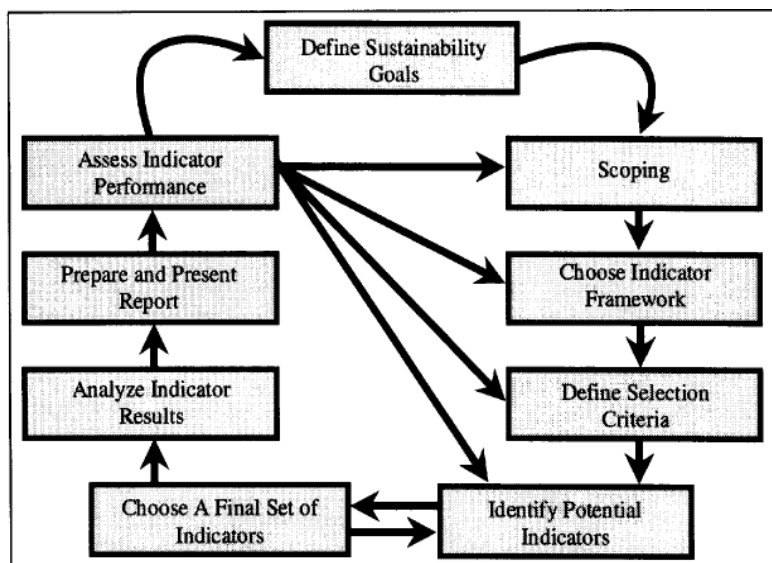 Define Sustainability
Goals
Assess Indicator
Performance
Scoping
Prepare and Present
Report
Choose Indicator
Framework
Analyze Indicator
Results
Define Selection
Criteria
Choose A Final Set of
Indicators
Identify Potential
Indicators